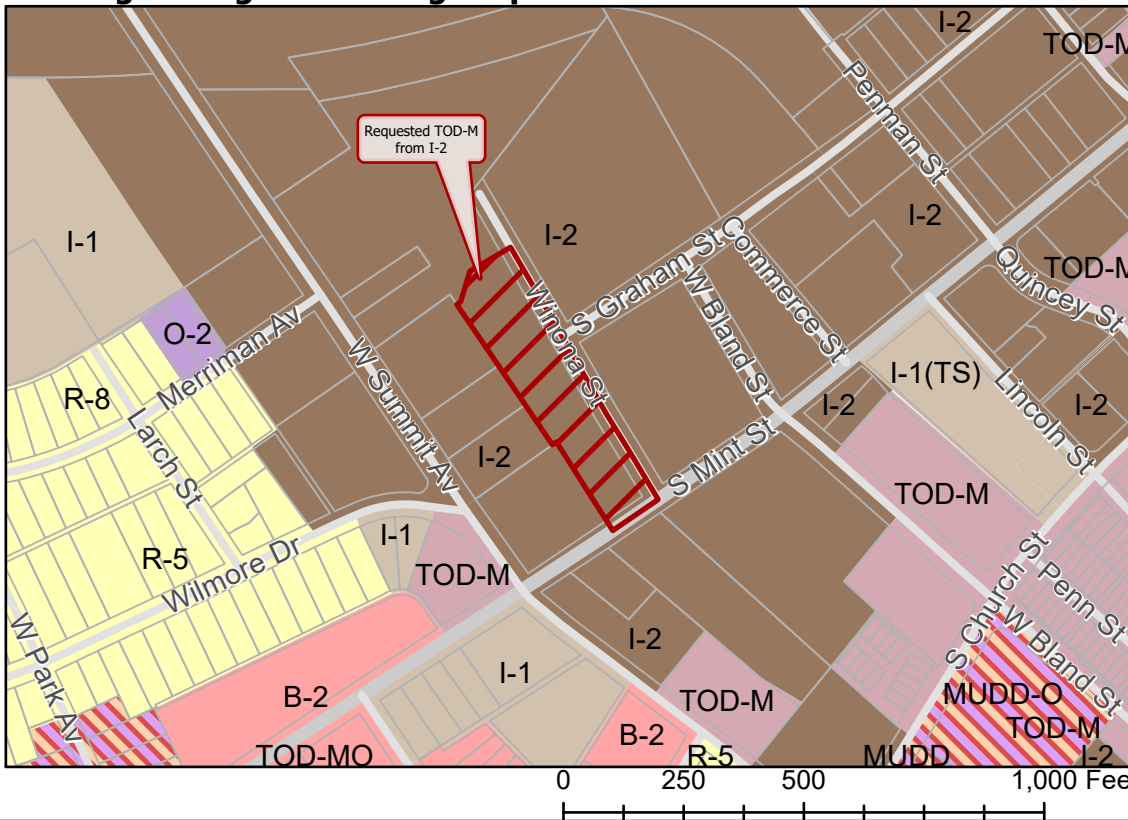 I-2
TOD-M
Penman St
Requested TOD-M
from I-2
I-1
I-2
I-2
S Graham St
Commerce St
Quincey St
TOD-M
O-2
Merriman Av
Winona St
W Bland St
R-8
W Summit Av
I-1(TS)
Lincoln St
Larch St
I-2
I-2
I-2
S Mint St
TOD-M
I-1
R-5
TOD-M
Wilmore Dr
S Church St
Penn St
W Park Av
I-2
W Bland St
I-1
B-2
TOD-M
MUDD-O
TOD-M
B-2
TOD-MO
R-5
MUDD
I-2
0 250 500 1,000 Fee